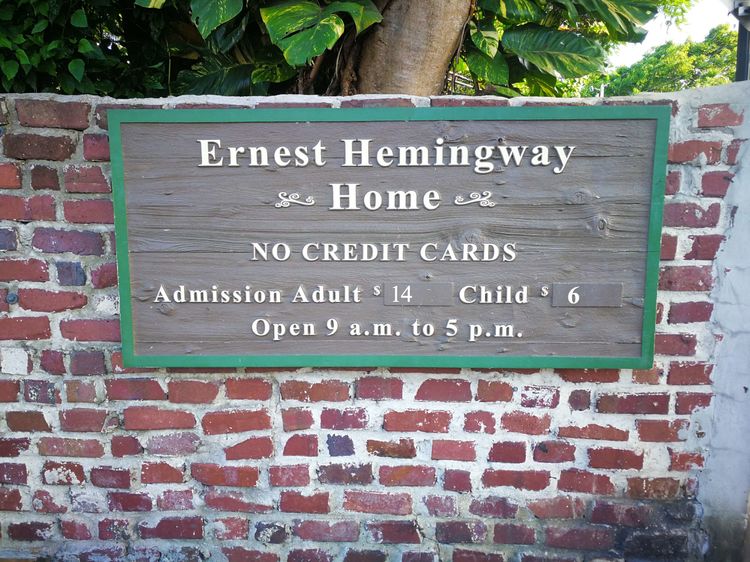 Ernest Hemingway
Home
NO CREDIT CARDS
Admission Adult $ 14 Child $ 6
Open 9 a.m. to 5 p.m.